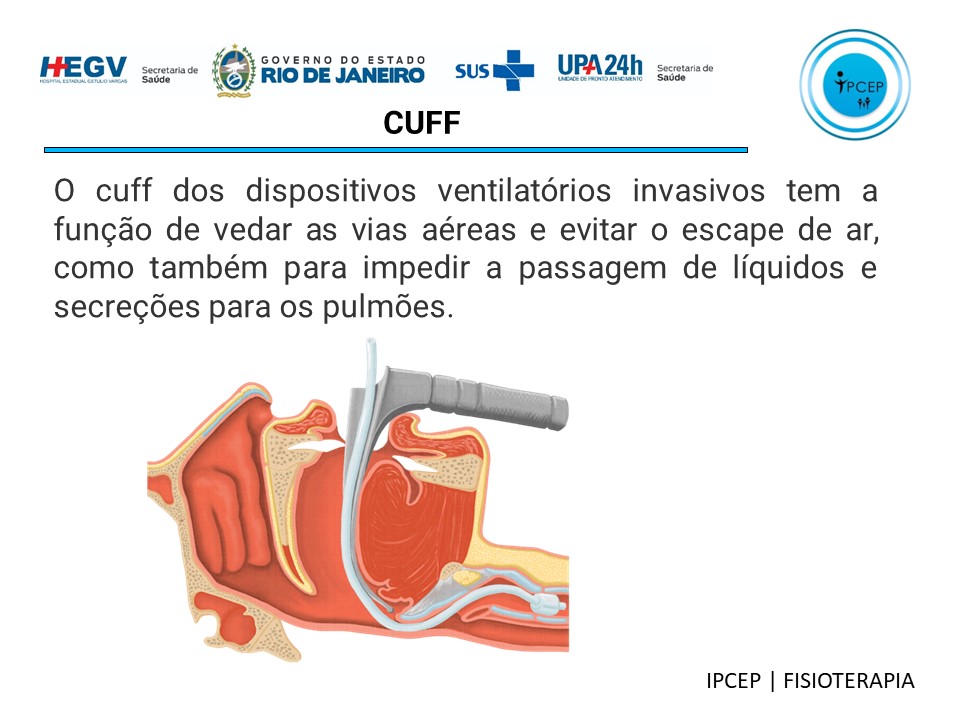 HEGV
HOSPITAL ESTADUAL GETÚLIO VARGAS
Secretaria de
Saúde
GOVERNO DO ESTADO
RIO DE JANEIRO
SUS
UPA 24h
UNIDADE DE PRONTO ATENDIMENTO
Secretaria de
Saúde
IPCEP
CUFF
O cuff dos dispositivos ventilatórios invasivos tem a
função de vedar as vias aéreas e evitar o escape de ar,
como também para impedir a passagem de líquidos e
secreções para os pulmões.
IPCEP | FISIOTERAPIA